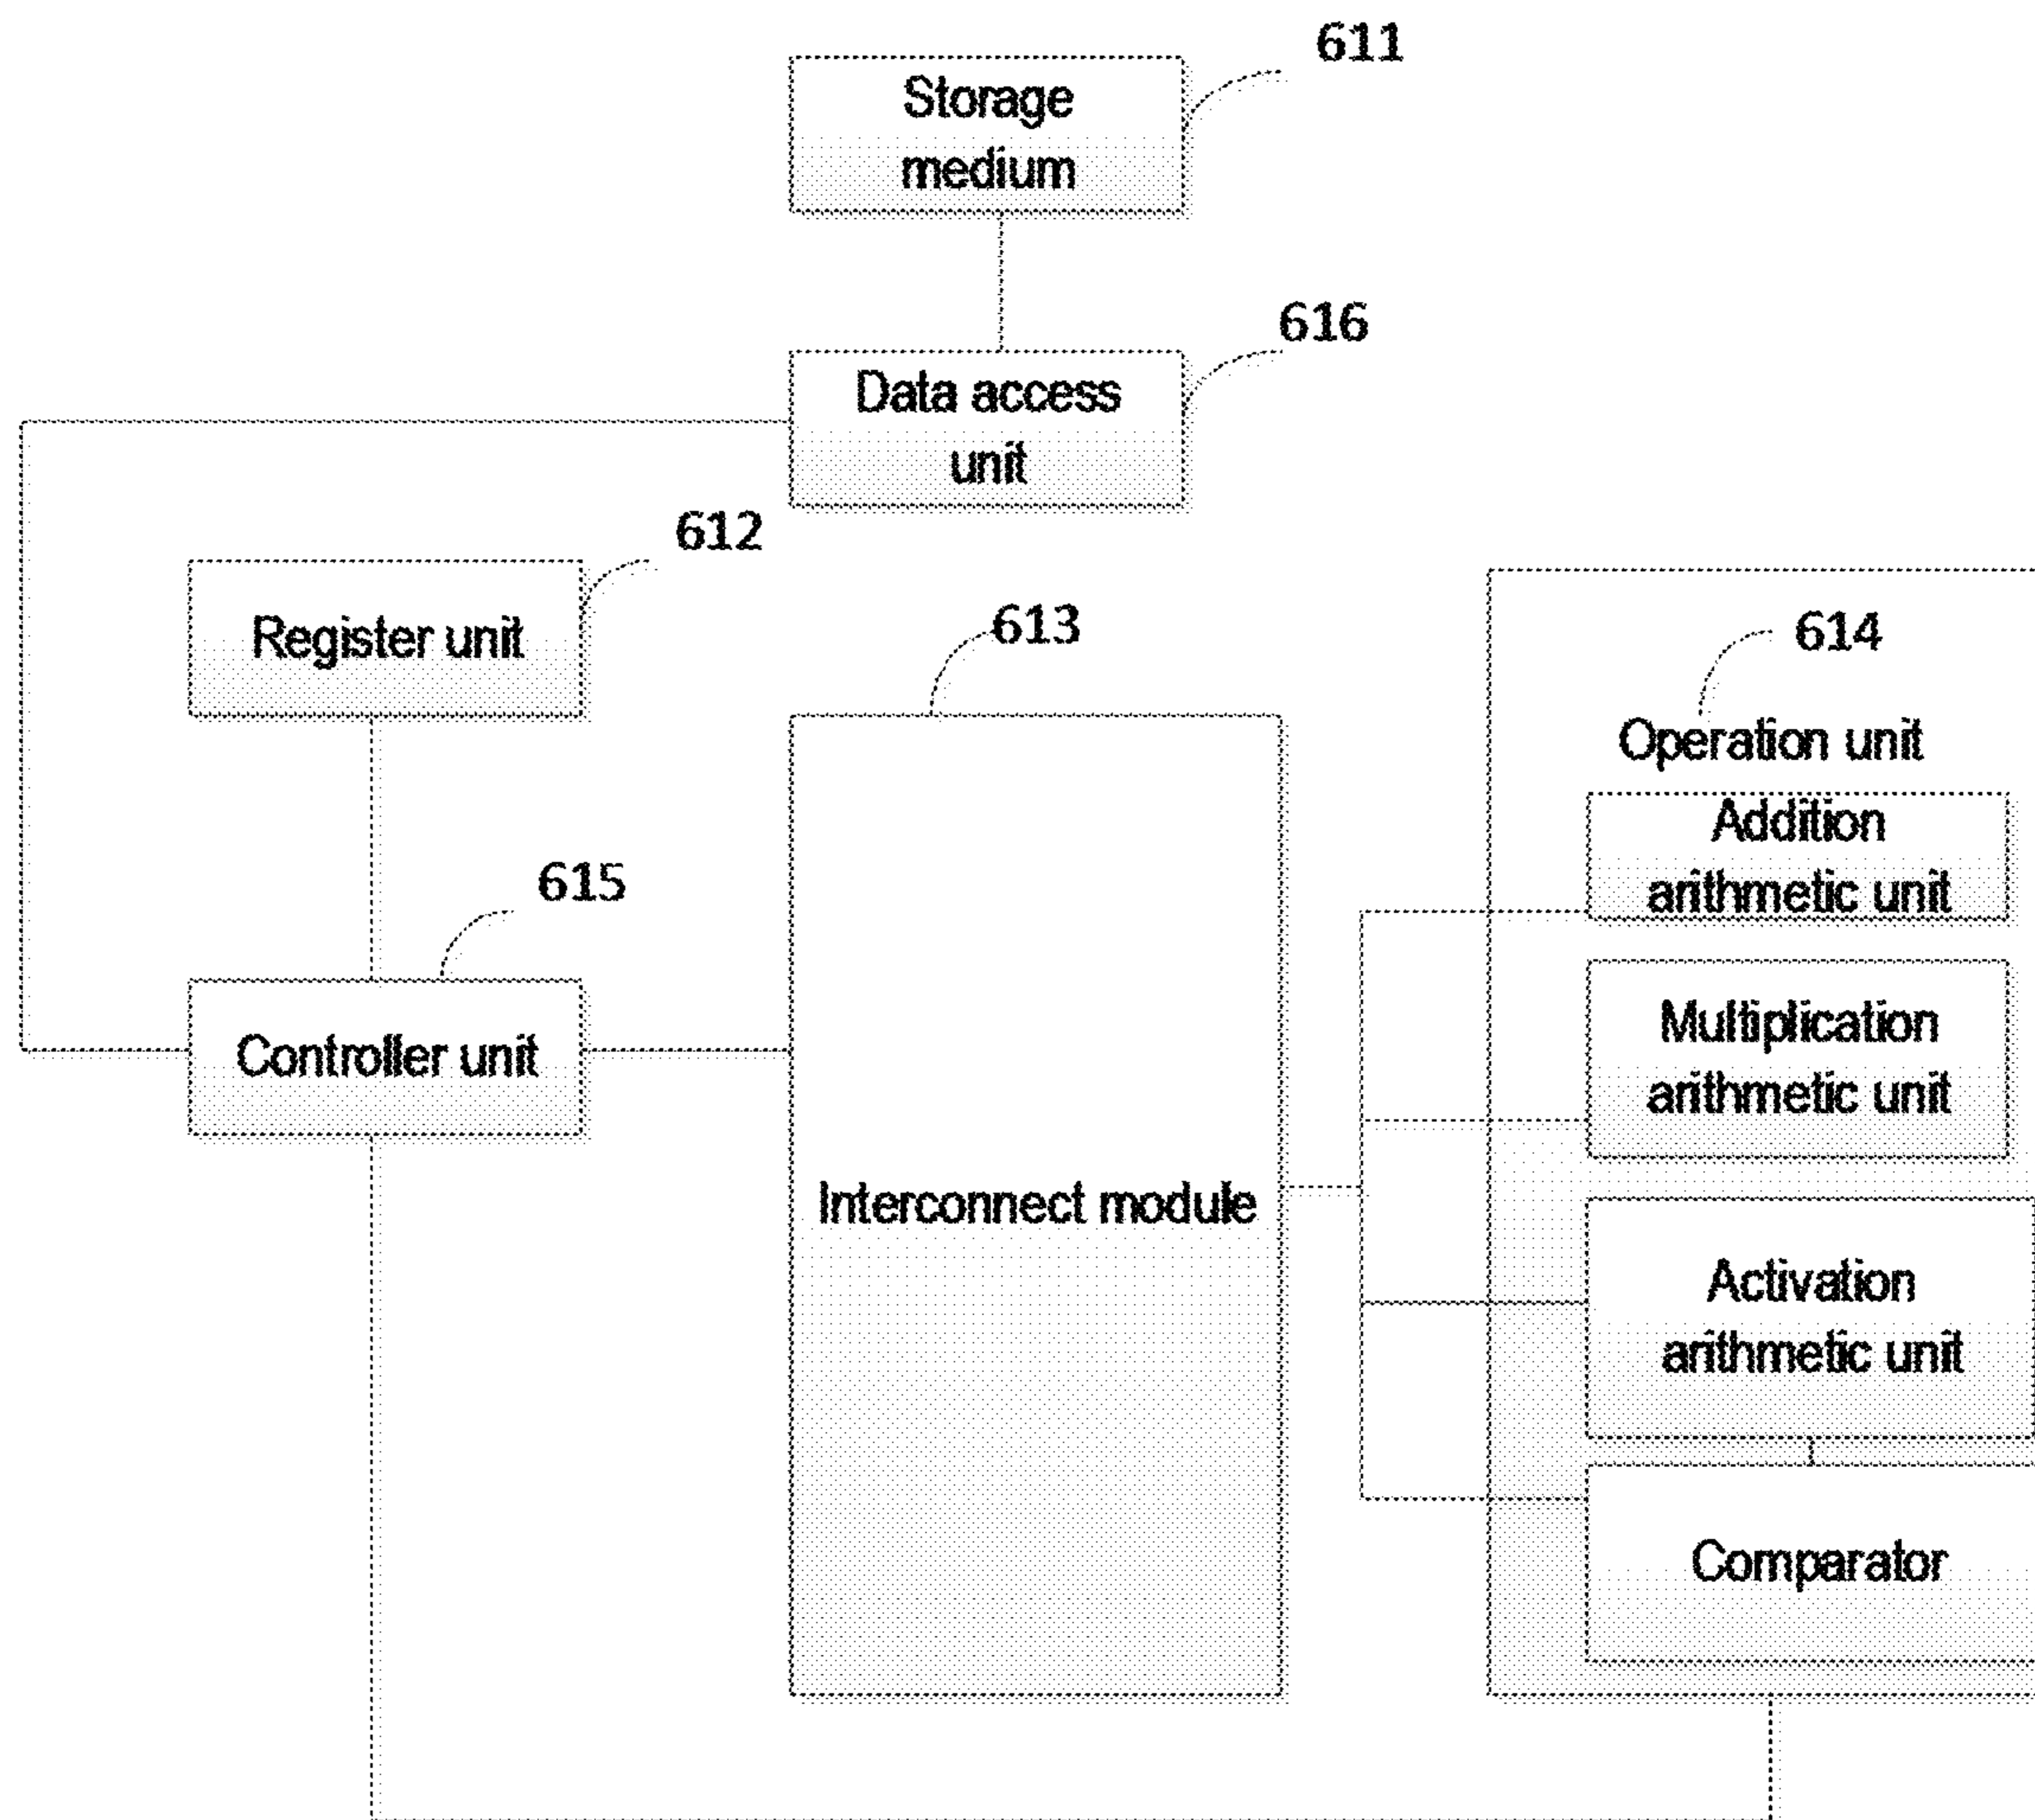 611
Storage
medium
616
Data access
unit
612
Register unit
613
614
Operation unit
Addition
arithmetic unit
615
Controller unit
Multiplication
arithmetic unit
Interconnect module
Activation
arithmetic unit
Comparator